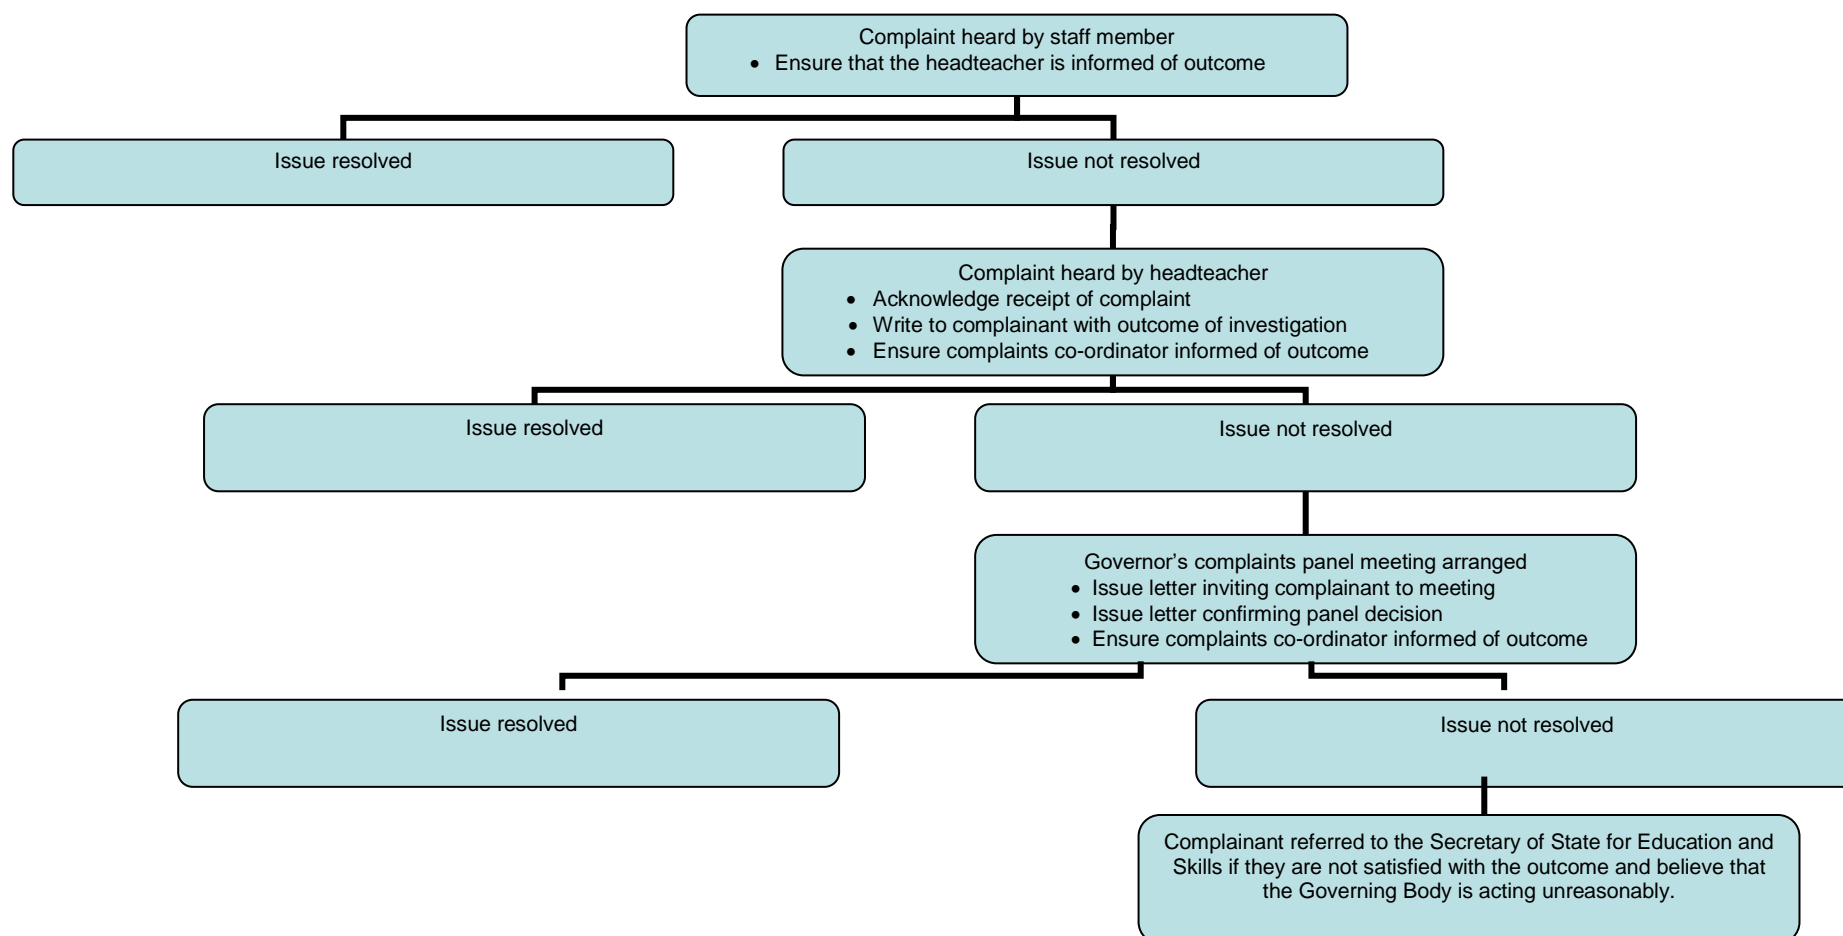 Complaint heard by staff member
• Ensure that the headteacher is informed of outcome
Issue resolved
Issue not resolved
Complaint heard by headteacher
• Acknowledge receipt of complaint
• Write to complainant with outcome of investigation
• Ensure complaints co-ordinator informed of outcome
Issue resolved
Issue not resolved
Governor’s complaints panel meeting arranged
• Issue letter inviting complainant to meeting
• Issue letter confirming panel decision
• Ensure complaints co-ordinator informed of outcome
Issue resolved
Issue not resolved
Complainant referred to the Secretary of State for Education and
Skills if they are not satisfied with the outcome and believe that
the Governing Body is acting unreasonably.